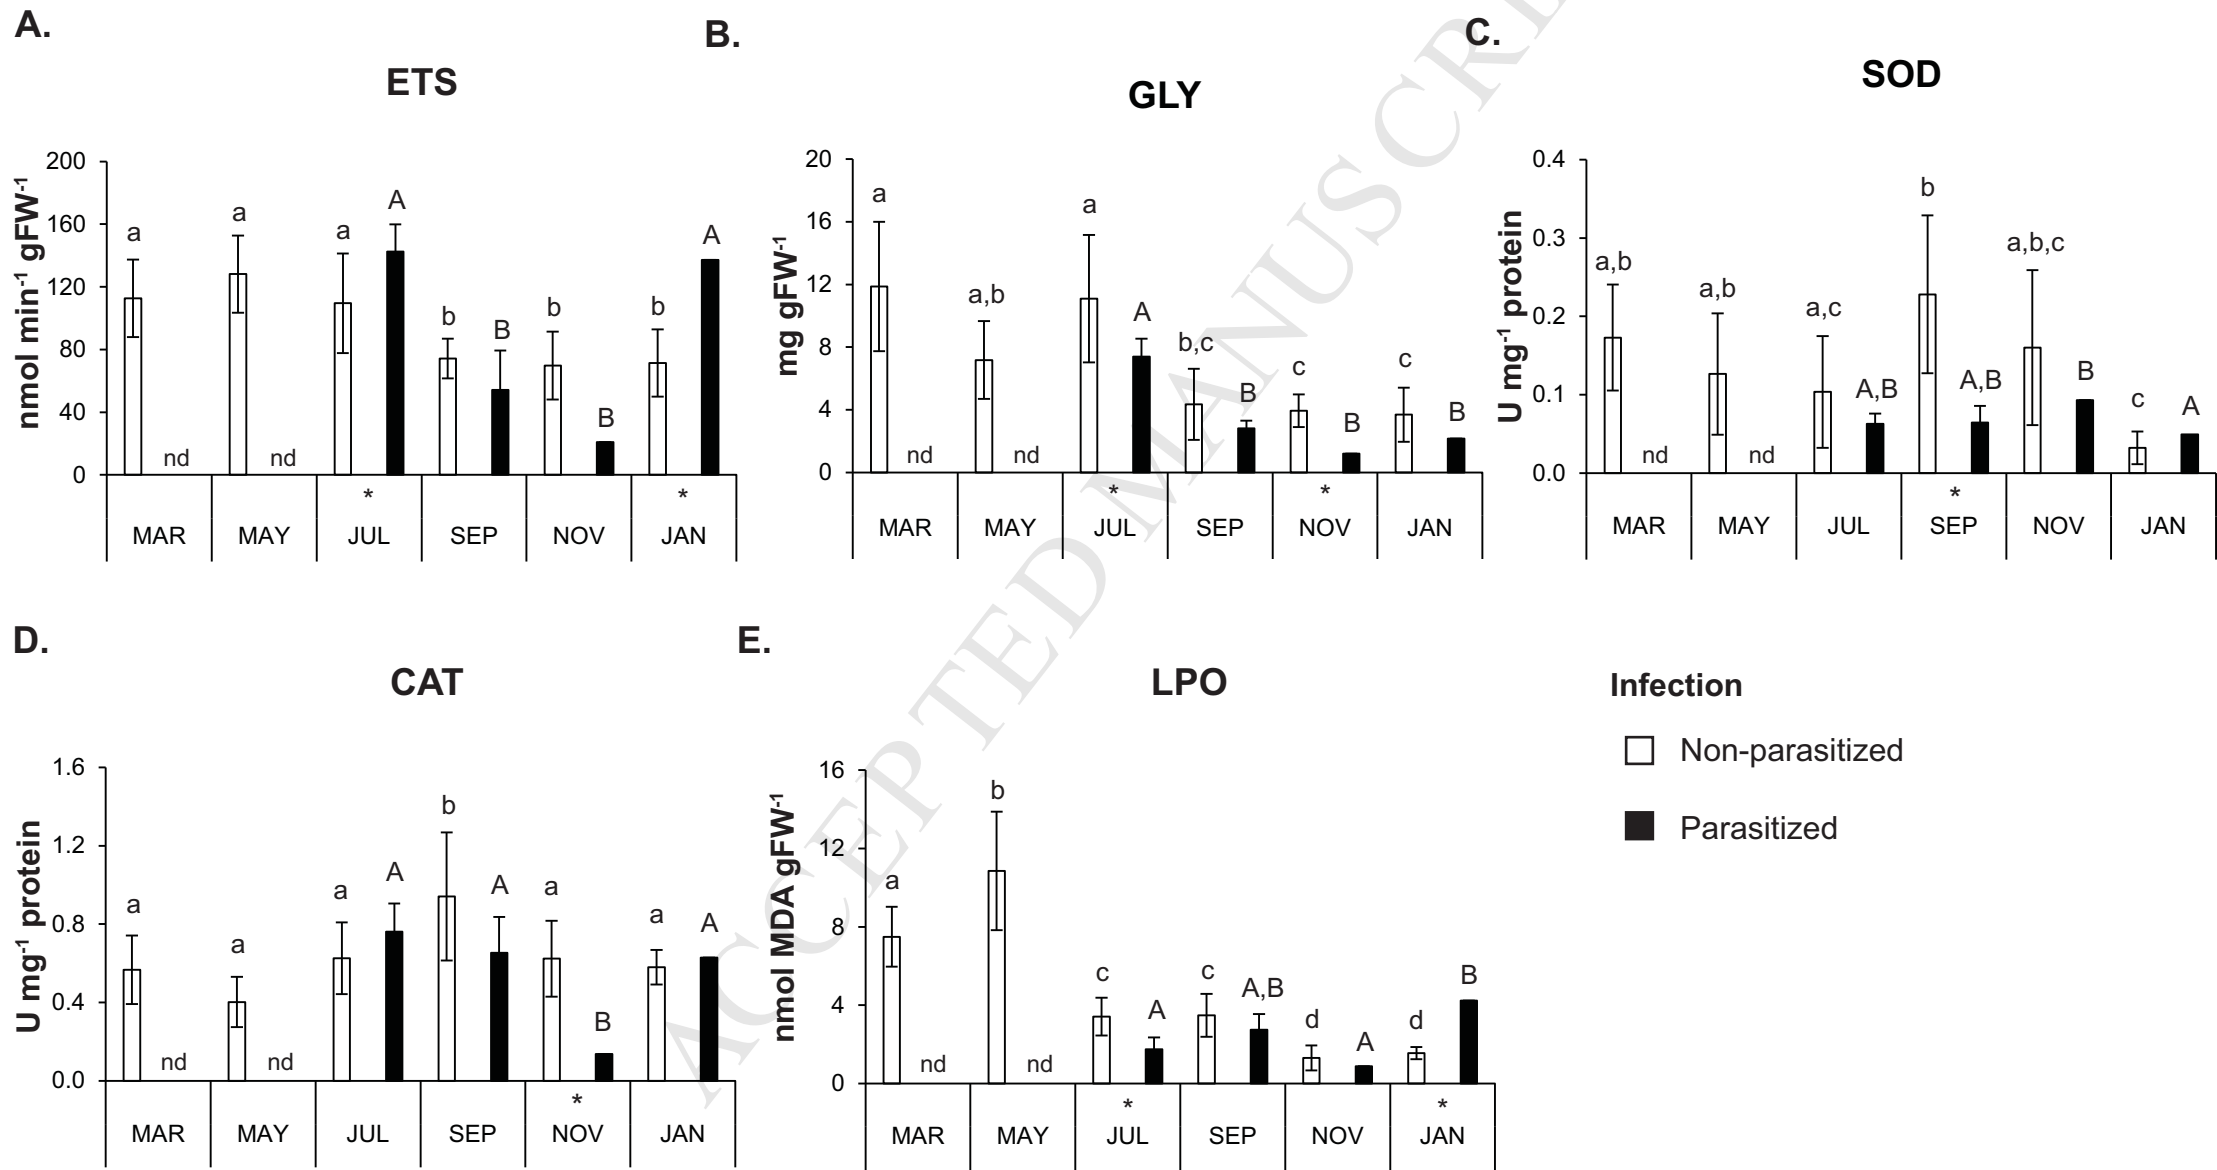 A.
ETS
nmol min-1 gFW-1
200
160
120
80
40
0
a
nd
a
nd
a
A
b
B
b
B
b
A
*
*
MAR MAY JUL SEP NOV JAN
B.
GLY
mg gFW-1
20
16
12
8
4
0
a
nd
a,b
nd
a
A
b,c
B
c
B
c
B
*
*
MAR MAY JUL SEP NOV JAN
C.
SOD
U mg-1 protein
0.4
0.3
0.2
0.1
0.0
a,b
nd
a,b
nd
a,c
A,B
b
A,B
a,b,c
B
c
A
*
MAR MAY JUL SEP NOV JAN
D.
CAT
U mg-1 protein
1.6
1.2
0.8
0.4
0.0
a
nd
a
nd
a
A
b
A
a
B
a
A
*
MAR MAY JUL SEP NOV JAN
E.
LPO
nmol MDA gFW-1
16
12
8
4
0
a
nd
b
nd
c
A
c
A,B
d
A
d
B
*
*
MAR MAY JUL SEP NOV JAN
Infection
Non-parasitized
Parasitized
ACCEPTED MANUSCRI